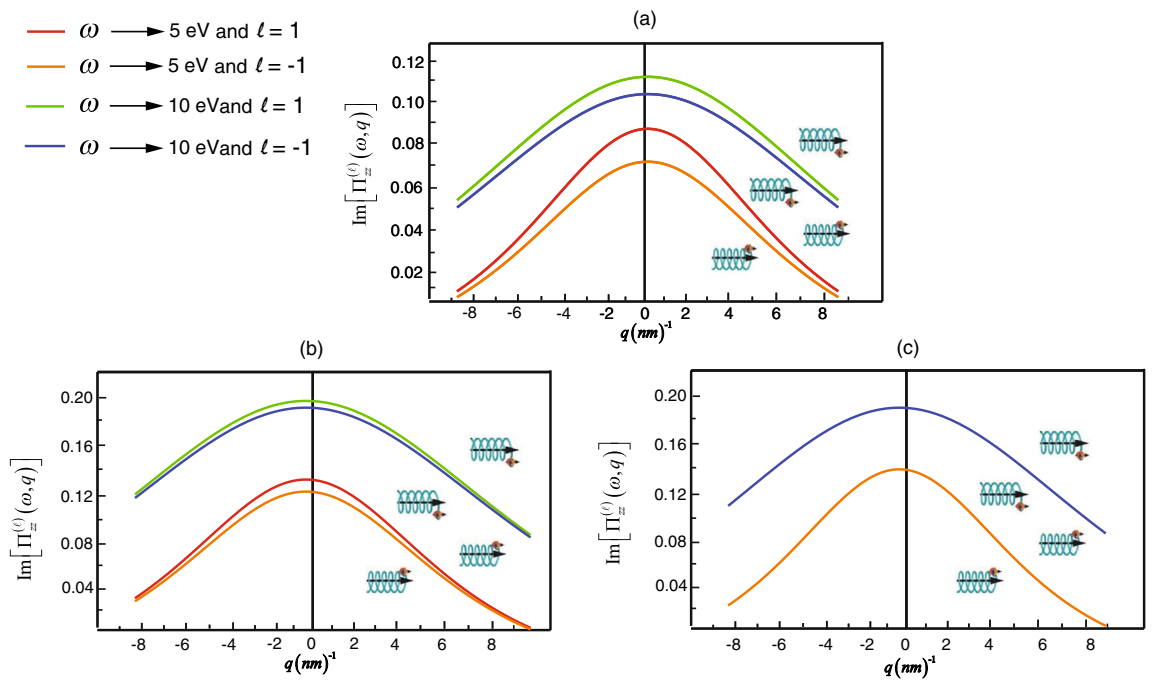 ω → 5 eV and ℓ = 1
ω → 5 eV and ℓ = -1
ω → 10 eVand ℓ = 1
ω → 10 eVand ℓ = -1
(a)
Im[Π_zz^(ℓ)(ω,q)]
0.12
0.10
0.08
0.06
0.04
0.02
-8 -6 -4 -2 0 2 4 6 8
q(nm)^-1
(b)
Im[Π_zz^(ℓ)(ω,q)]
0.20
0.16
0.12
0.08
0.04
-8 -6 -4 -2 0 2 4 6 8
q(nm)^-1
(c)
Im[Π_zz^(ℓ)(ω,q)]
0.20
0.16
0.12
0.08
0.04
-8 -6 -4 -2 0 2 4 6 8
q(nm)^-1